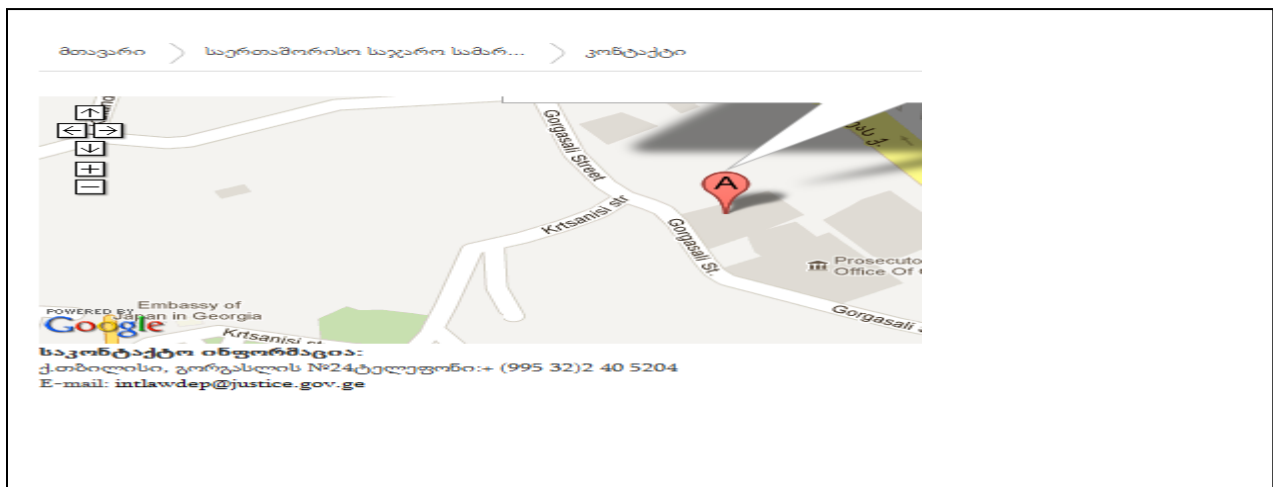 მთავარი საერთაშორისო საჯარო სამარ... კონტაქტი
Gorgasali Street
ას ქ.
A
Krtsanisi str
Gorgasali St.
Prosecuto
Office Of
Embassy of
Japan in Georgia
POWERED BY
Google
Krtsanisi
Gorgasali
საკონტაქტო ინფორმაცია:
ქ.თბილისი, გორგასლის №24ტელეფონი:+ (995 32)2 40 5204
E-mail: intlawdep@justice.gov.ge